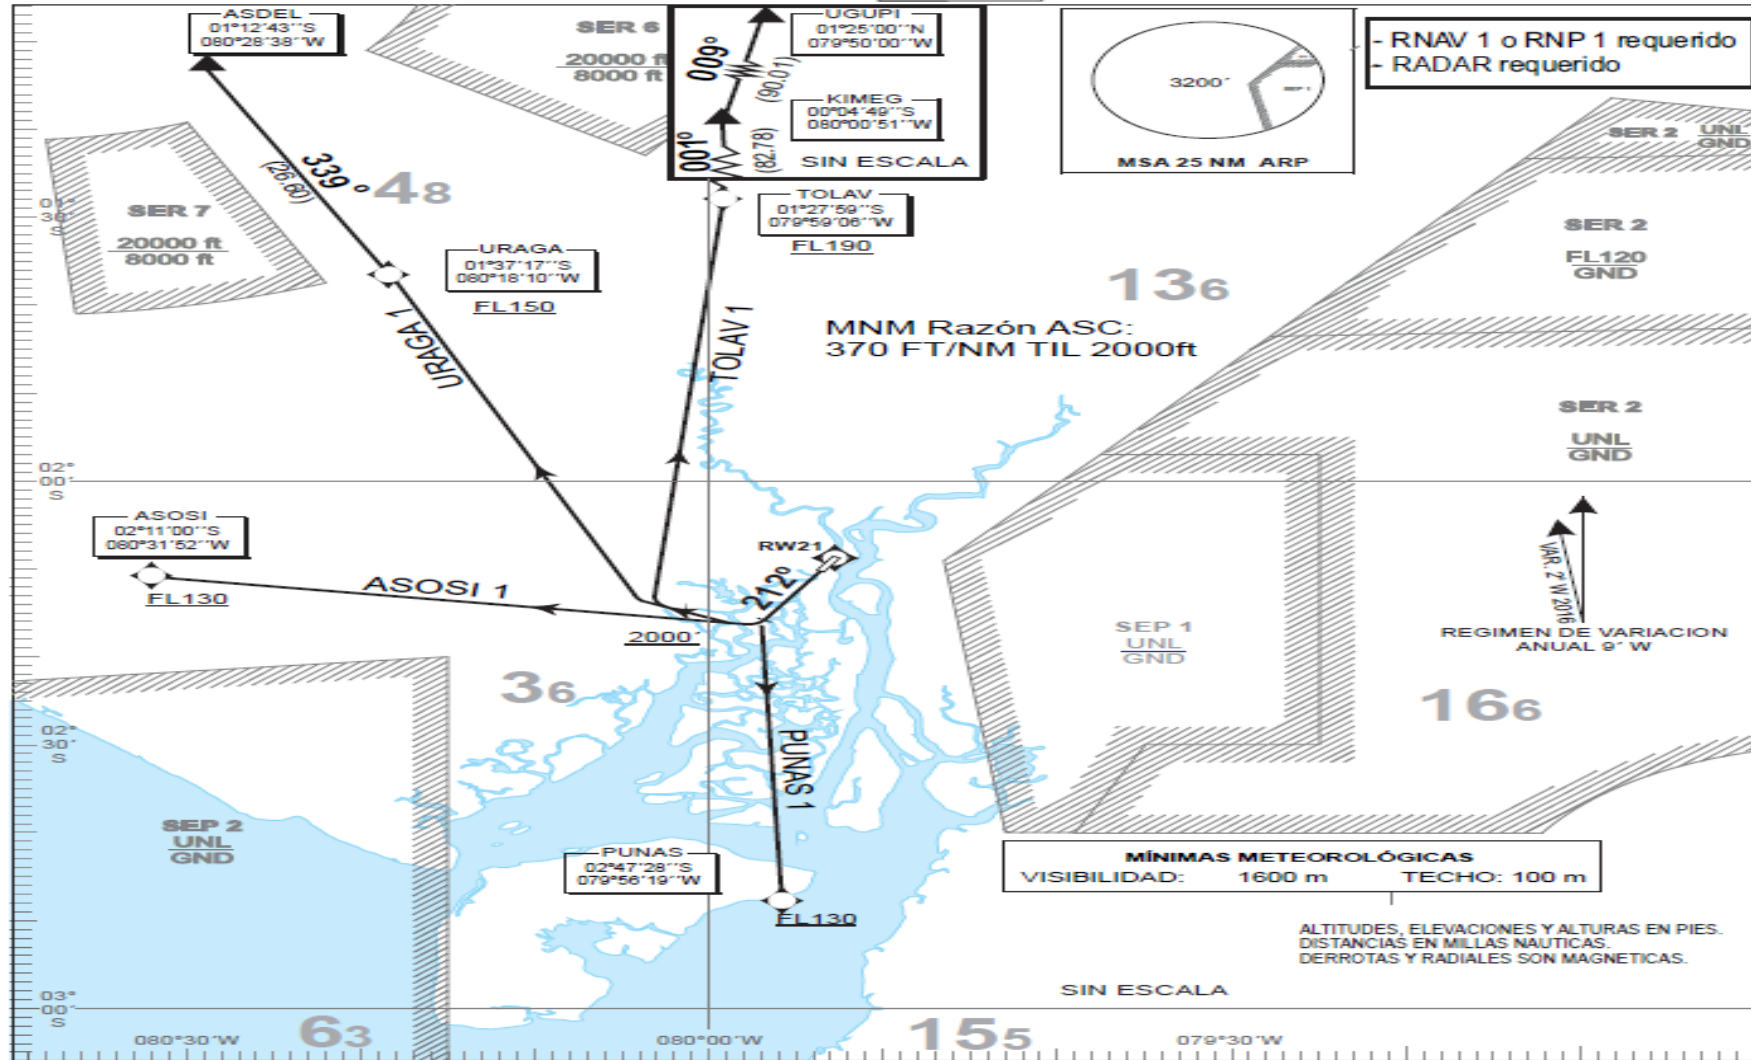 ASDEL
01°12´43´´S
080°28´38´´W
SER 6
20000 ft
8000 ft
009°
(90.01)
UGUPI
01°25´00´´N
079°50´00´´W
KIMEG
00°04´49´´S
080°00´51´´W
001°
(82.78)
SIN ESCALA
3200´
SEP 1
MSA 25 NM ARP
- RNAV 1 o RNP 1 requerido
- RADAR requerido
SER 2 UNL
GND
339°
(26.60)
48
01°
30´
S
SER 7
20000 ft
8000 ft
TOLAV
01°27´59´´S
079°59´06´´W
FL190
SER 2
FL120
GND
URAGA
01°37´17´´S
080°18´10´´W
FL150
136
URAGA 1
TOLAV 1
MNM Razón ASC:
370 FT/NM TIL 2000ft
SER 2
UNL
GND
02°
00´
S
ASOSI
02°11´00´´S
080°31´52´´W
FL130
ASOSI 1
RW21
212°
2000´
VAR. 2° W 2016
SEP 1
UNL
GND
REGIMEN DE VARIACION
ANUAL 9´ W
36
166
02°
30´
S
PUNAS 1
SEP 2
UNL
GND
PUNAS
02°47´28´´S
079°56´19´´W
FL130
MÍNIMAS METEOROLÓGICAS
VISIBILIDAD: 1600 m TECHO: 100 m
ALTITUDES, ELEVACIONES Y ALTURAS EN PIES.
DISTANCIAS EN MILLAS NAUTICAS.
DERROTAS Y RADIALES SON MAGNETICAS.
SIN ESCALA
03°
00´
S
080°30´W
63
080°00´W
155
079°30´W